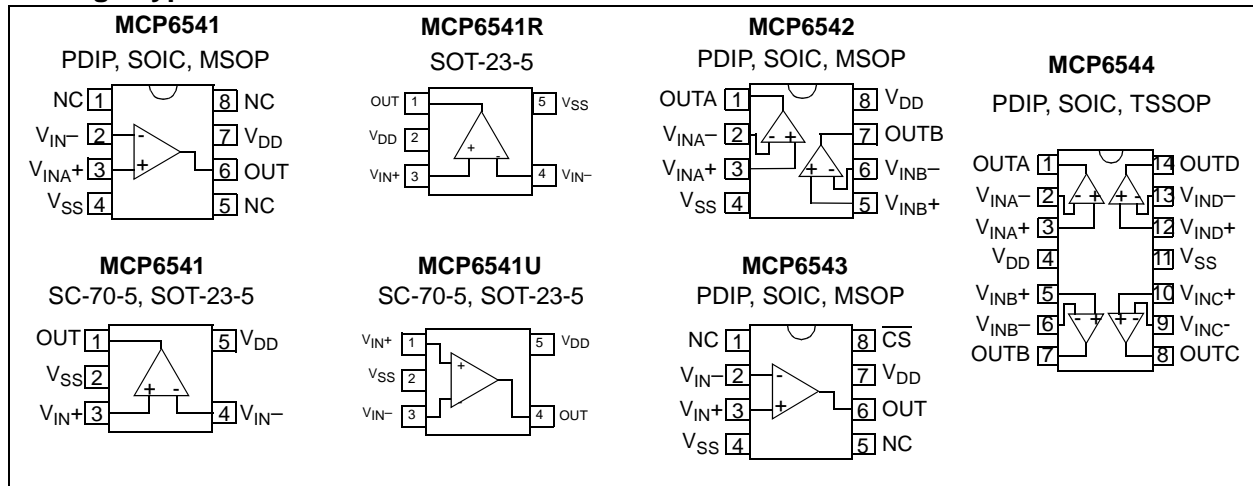 MCP6541
PDIP, SOIC, MSOP
NC 1 8 NC
VIN– 2 - 7 VDD
VINA+ 3 + 6 OUT
VSS 4 5 NC
MCP6541R
SOT-23-5
OUT 1 5 VSS
VDD 2
+ -
VIN+ 3 4 VIN–
MCP6542
PDIP, SOIC, MSOP
OUTA 1 8 VDD
VINA– 2 - + 7 OUTB
VINA+ 3 + - 6 VINB–
VSS 4 5 VINB+
MCP6544
PDIP, SOIC, TSSOP
OUTA 1 14 OUTD
VINA– 2 - + + - 13 VIND–
VINA+ 3 12 VIND+
VDD 4 11 VSS
VINB+ 5 10 VINC+
VINB– 6 - + + - 9 VINC-
OUTB 7 8 OUTC
MCP6541
SC-70-5, SOT-23-5
OUT 1 5 VDD
VSS 2
+ -
VIN+ 3 4 VIN–
MCP6541U
SC-70-5, SOT-23-5
VIN+ 1 + 5 VDD
VSS 2
VIN– 3 - 4 OUT
MCP6543
PDIP, SOIC, MSOP
NC 1 8 CS
VIN– 2 - 7 VDD
VIN+ 3 + 6 OUT
VSS 4 5 NC